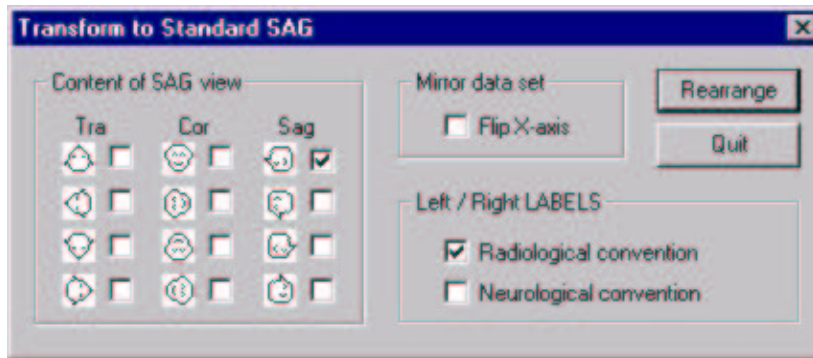 Transform to Standard SAG
Content of SAG view
Tra Cor Sag
Mirror data set
Flip X-axis
Rearrange
Quit
Left / Right LABELS
Radiological convention
Neurological convention